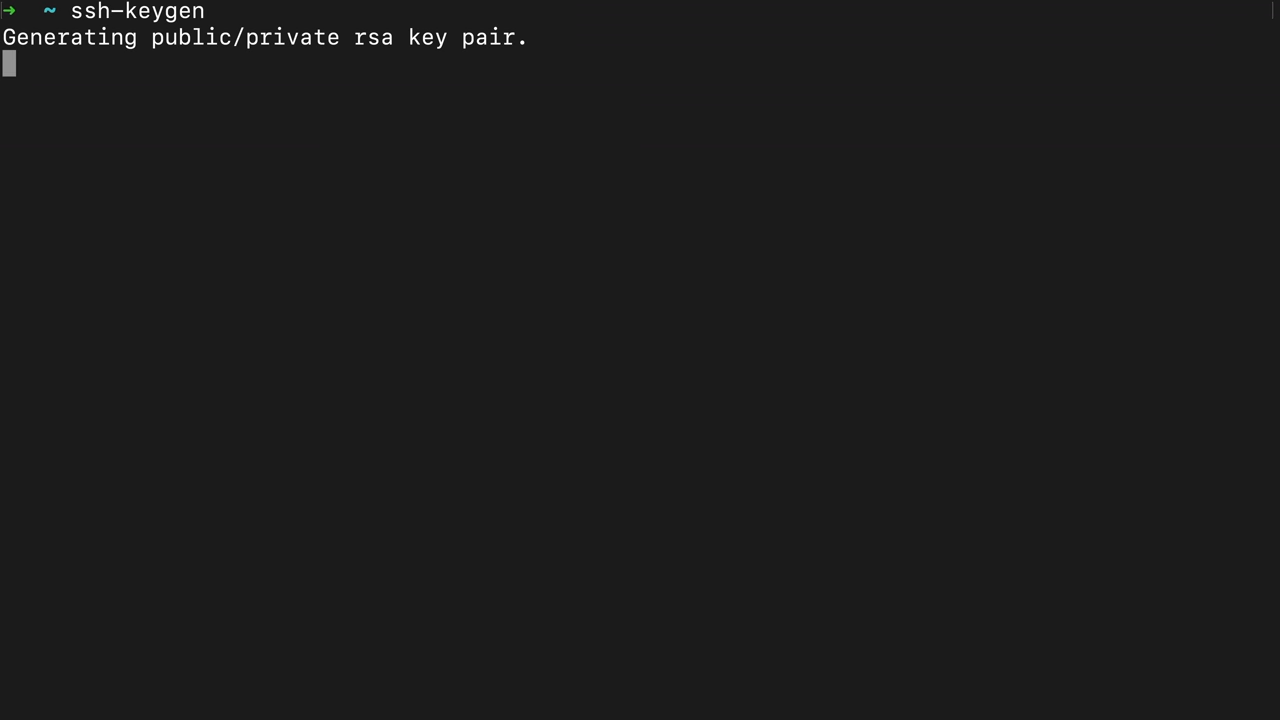 ➜  ~ ssh-keygen
Generating public/private rsa key pair.